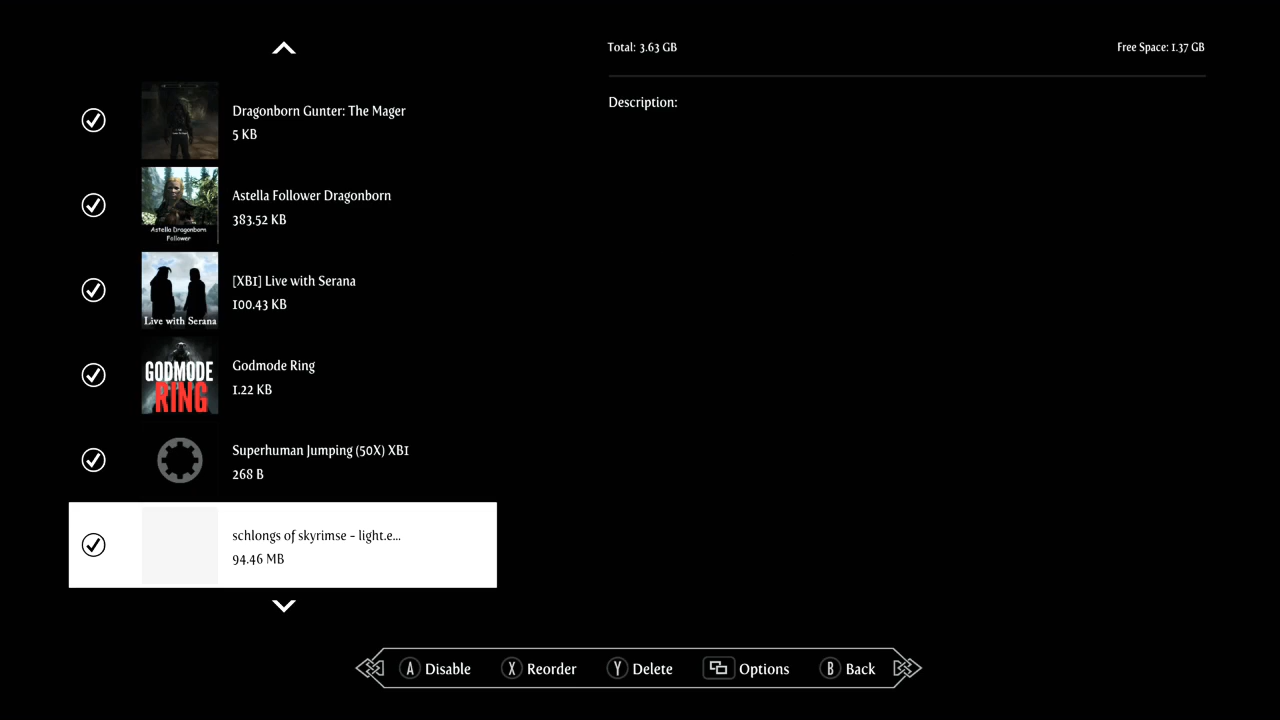 Total: 3.63 GB
Free Space: 1.37 GB
Description:
Dragonborn Gunter: The Mager
5 KB
Astella Dragonborn
Follower
Astella Follower Dragonborn
383.52 KB
Live with Serana
[XB1] Live with Serana
100.43 KB
GODMODE
RING
Godmode Ring
1.22 KB
Superhuman Jumping (50X) XB1
268 B
schlongs of skyrimse - light.e...
94.46 MB
A Disable
X Reorder
Y Delete
Options
B Back